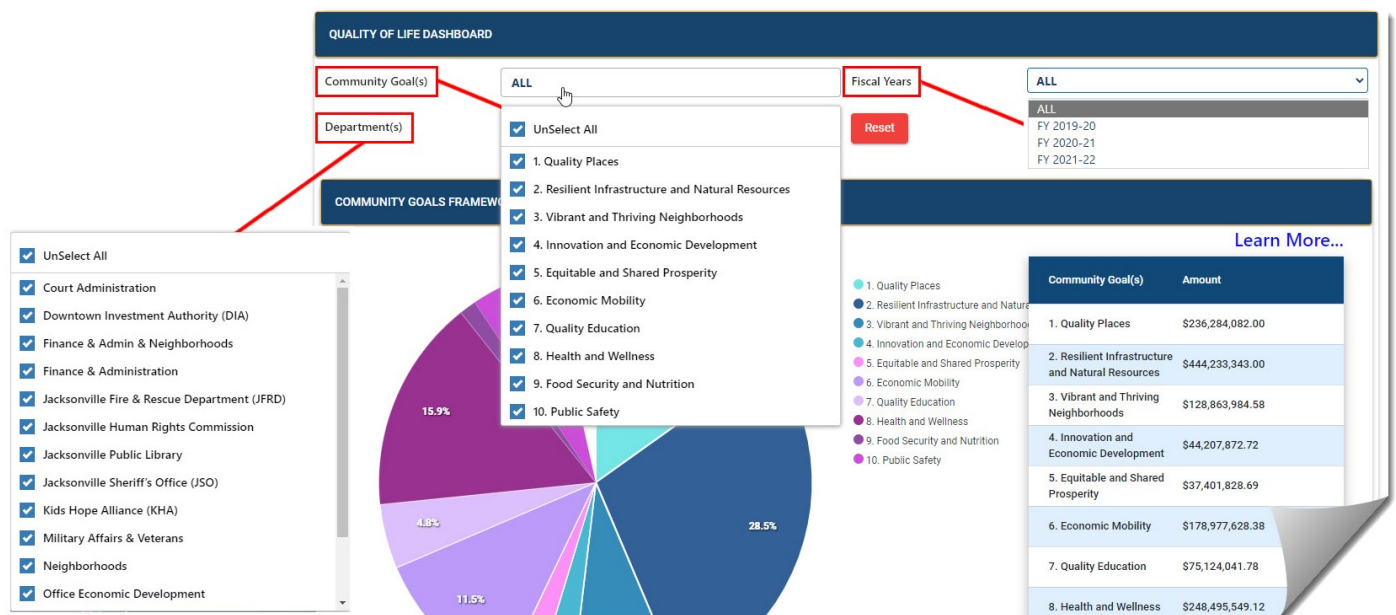 QUALITY OF LIFE DASHBOARD
Community Goal(s)
ALL
Fiscal Years
ALL
Department(s)
Reset
ALL
FY 2019-20
FY 2020-21
FY 2021-22
UnSelect All
1. Quality Places
2. Resilient Infrastructure and Natural Resources
3. Vibrant and Thriving Neighborhoods
4. Innovation and Economic Development
5. Equitable and Shared Prosperity
6. Economic Mobility
7. Quality Education
8. Health and Wellness
9. Food Security and Nutrition
10. Public Safety
COMMUNITY GOALS FRAMEW
Learn More...
UnSelect All
Court Administration
Downtown Investment Authority (DIA)
Finance & Admin & Neighborhoods
Finance & Administration
Jacksonville Fire & Rescue Department (JFRD)
Jacksonville Human Rights Commission
Jacksonville Public Library
Jacksonville Sheriff's Office (JSO)
Kids Hope Alliance (KHA)
Military Affairs & Veterans
Neighborhoods
Office Economic Development
15.9%
4.8%
11.5%
28.5%
1. Quality Places
2. Resilient Infrastructure and Natura
3. Vibrant and Thriving Neighborhoo
4. Innovation and Economic Develop
5. Equitable and Shared Prosperity
6. Economic Mobility
7. Quality Education
8. Health and Wellness
9. Food Security and Nutrition
10. Public Safety
Community Goal(s) Amount
1. Quality Places $236,284,082.00
2. Resilient Infrastructure
and Natural Resources $444,233,343.00
3. Vibrant and Thriving
Neighborhoods $128,863,984.58
4. Innovation and
Economic Development $44,207,872.72
5. Equitable and Shared
Prosperity $37,401,828.69
6. Economic Mobility $178,977,628.38
7. Quality Education $75,124,041.78
8. Health and Wellness $248,495,549.12